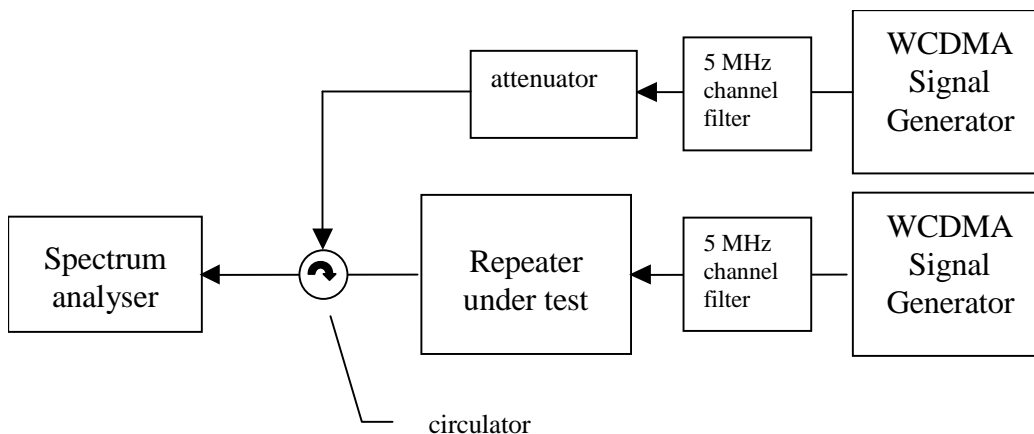 attenuator
5 MHz
channel
filter
WCDMA
Signal
Generator
Spectrum
analyser
Repeater
under test
5 MHz
channel
filter
WCDMA
Signal
Generator
circulator